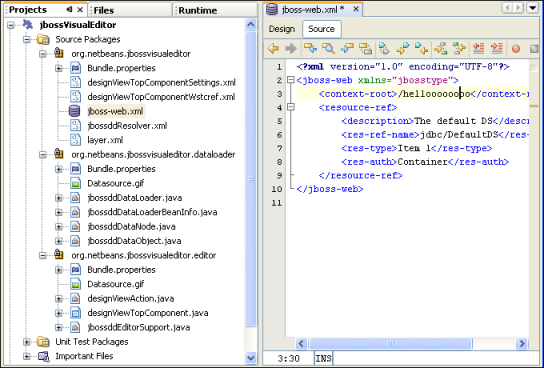 Projects
Files
Runtime
jbossVisualEditor
Source Packages
org.netbeans.jbossvisualeditor
Bundle.properties
designViewTopComponentSettings.xml
designViewTopComponentWstcref.xml
jboss-web.xml
jbossddResolver.xml
layer.xml
org.netbeans.jbossvisualeditor.dataloader
Bundle.properties
Datasource.gif
jbossddDataLoader.java
jbossddDataLoaderBeanInfo.java
jbossddDataNode.java
jbossddDataObject.java
org.netbeans.jbossvisualeditor.editor
Bundle.properties
Datasource.gif
designViewAction.java
designViewTopComponent.java
jbossddEditorSupport.java
Unit Test Packages
Important Files
jboss-web.xml *
Design Source
1 <?xml version="1.0" encoding="UTF-8"?>
2 <jboss-web xmlns="jbosstype">
3 <context-root>/helloooooooo</context-r
4 <resource-ref>
5 <description>The default DS</desc
6 <res-ref-name>jdbc/DefaultDS</res-
7 <res-type>Item 1</res-type>
8 <res-auth>Container</res-auth>
9 </resource-ref>
10 </jboss-web>
11
3:30 INS